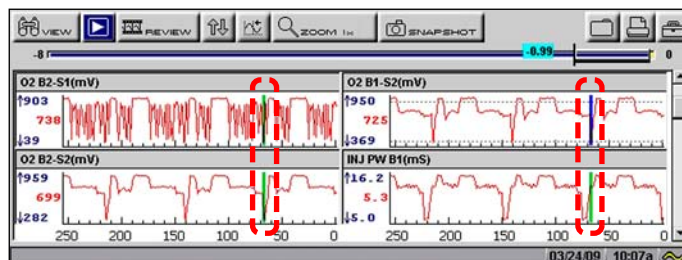 VIEW REVIEW ZOOM 1x SNAPSHOT
-8 -0.99 0
O2 B2-S1(mV) O2 B1-S2(mV)
↑903 ↑950
738 725
↓39 ↓369
O2 B2-S2(mV) INJ PW B1(mS)
↑959 ↑16.2
699 5.3
↓282 ↓5.0
250 200 150 100 50 0 250 200 150 100 50 0
03/24/09 10:07a